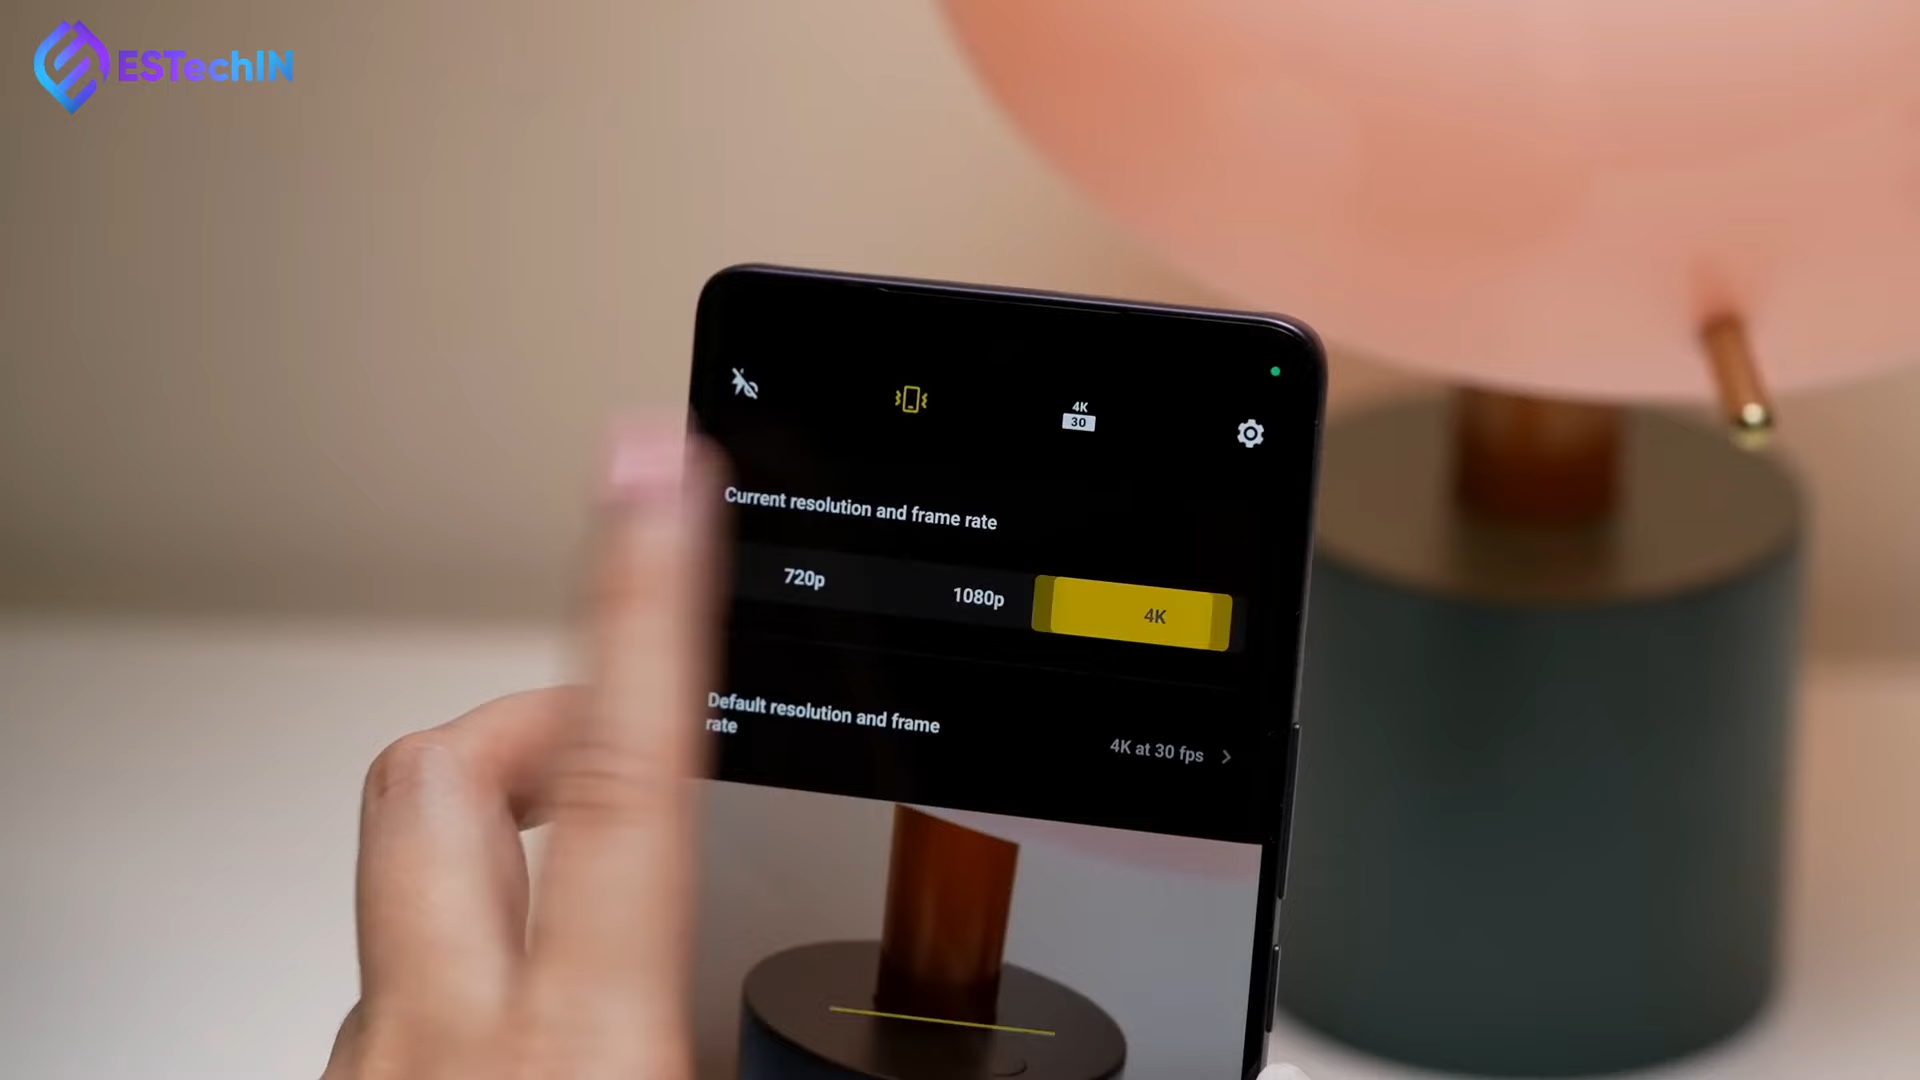 ESTechIN
4K
30
Current resolution and frame rate
720p
1080p
4K
Default resolution and frame
rate
4K at 30 fps